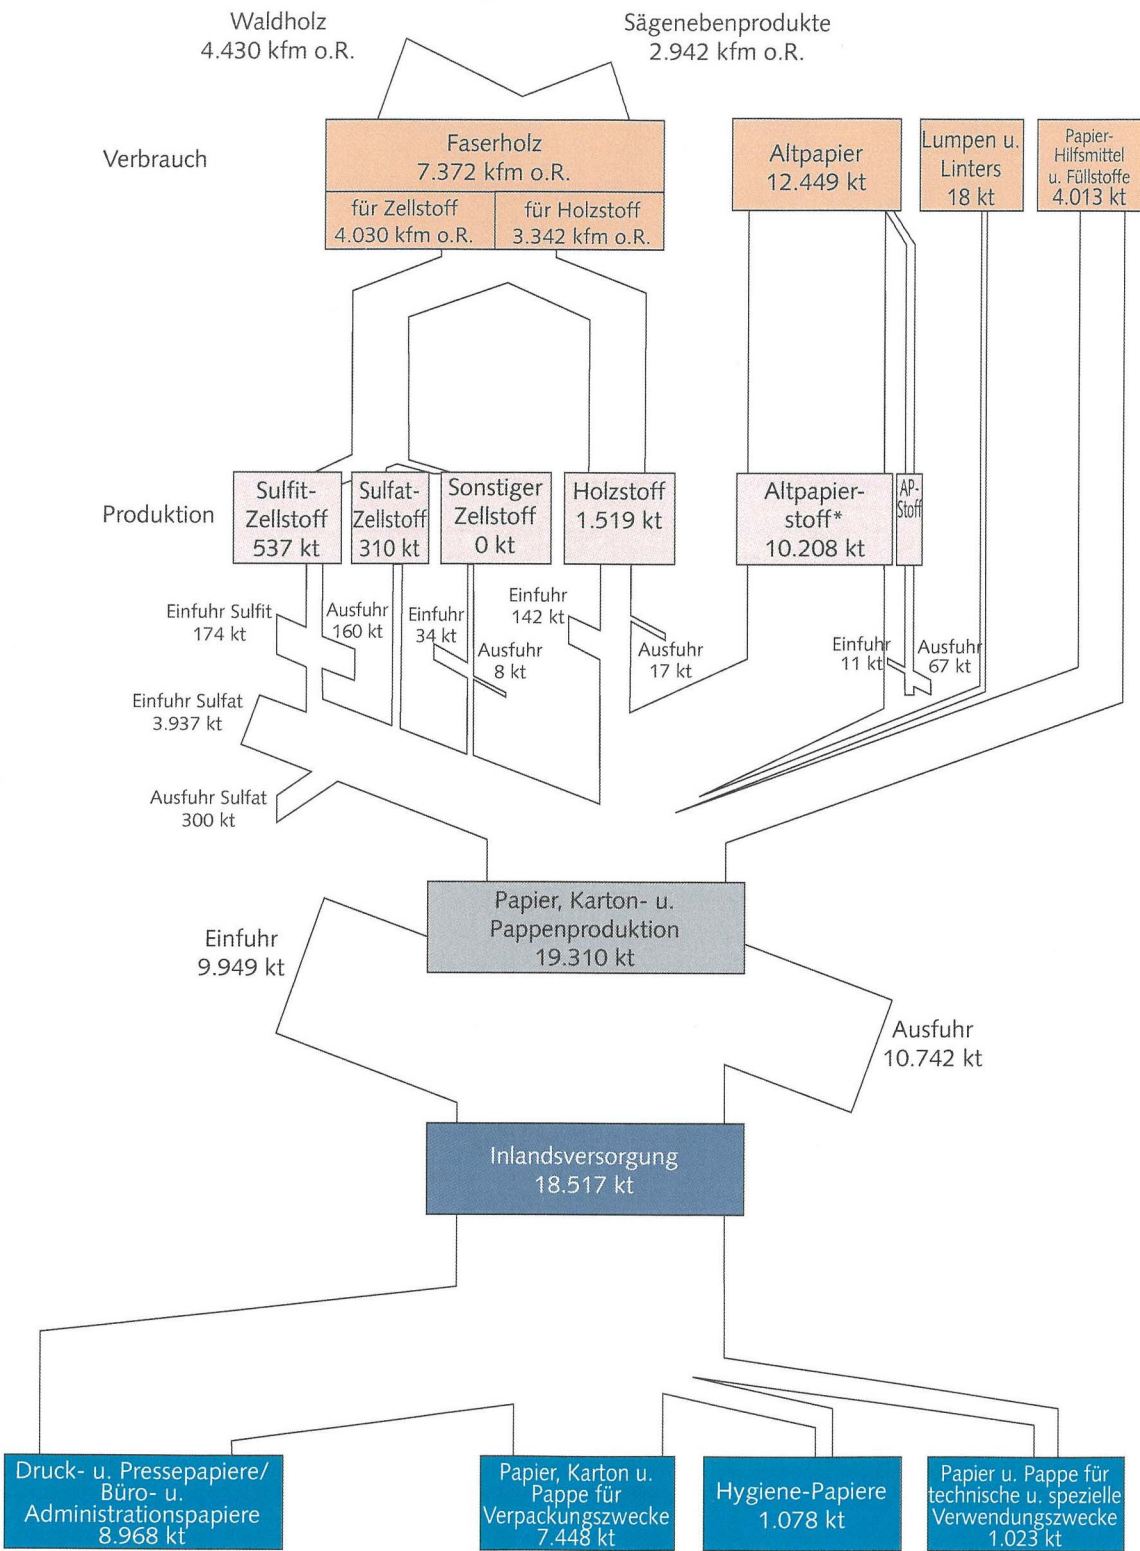 Waldholz
4.430 kfm o.R.
Sägenebenprodukte
2.942 kfm o.R.
Verbrauch
Faserholz
7.372 kfm o.R.
für Zellstoff
4.030 kfm o.R.
für Holzstoff
3.342 kfm o.R.
Altpapier
12.449 kt
Lumpen u.
Linters
18 kt
Papier-
Hilfsmittel
u. Füllstoffe
4.013 kt
Produktion
Sulfit-
Zellstoff
537 kt
Sulfat-
Zellstoff
310 kt
Sonstiger
Zellstoff
0 kt
Holzstoff
1.519 kt
Altpapier-
stoff*
10.208 kt
AP-
Stoff
Einfuhr Sulfit
174 kt
Ausfuhr
160 kt
Einfuhr
34 kt
Ausfuhr
8 kt
Einfuhr
142 kt
Ausfuhr
17 kt
Einfuhr
11 kt
Ausfuhr
67 kt
Einfuhr Sulfat
3.937 kt
Ausfuhr Sulfat
300 kt
Papier, Karton- u.
Pappenproduktion
19.310 kt
Einfuhr
9.949 kt
Ausfuhr
10.742 kt
Inlandsversorgung
18.517 kt
Druck- u. Pressepapiere/
Büro- u.
Administrationspapiere
8.968 kt
Papier, Karton u.
Pappe für
Verpackungszwecke
7.448 kt
Hygiene-Papiere
1.078 kt
Papier u. Pappe für
technische u. spezielle
Verwendungszwecke
1.023 kt